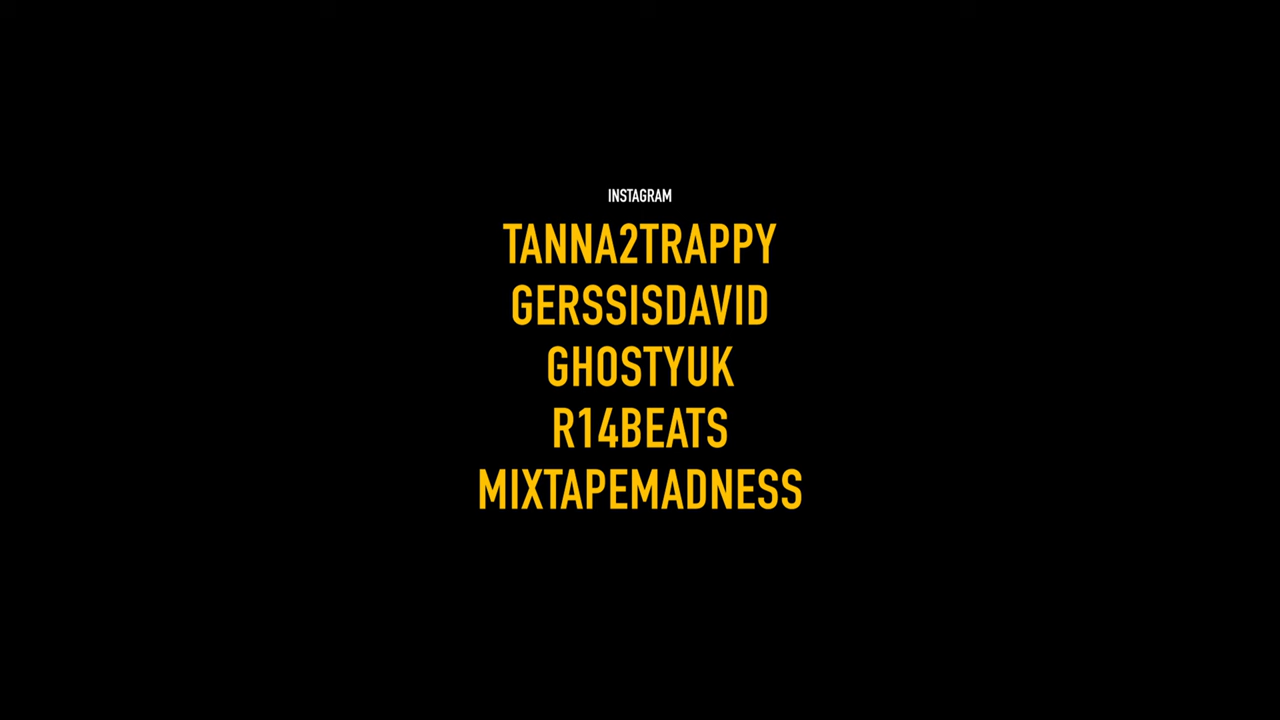 INSTAGRAM
TANNA2TRAPPY
GERSSISDAVID
GHOSTYUK
R14BEATS
MIXTAPEMADNESS